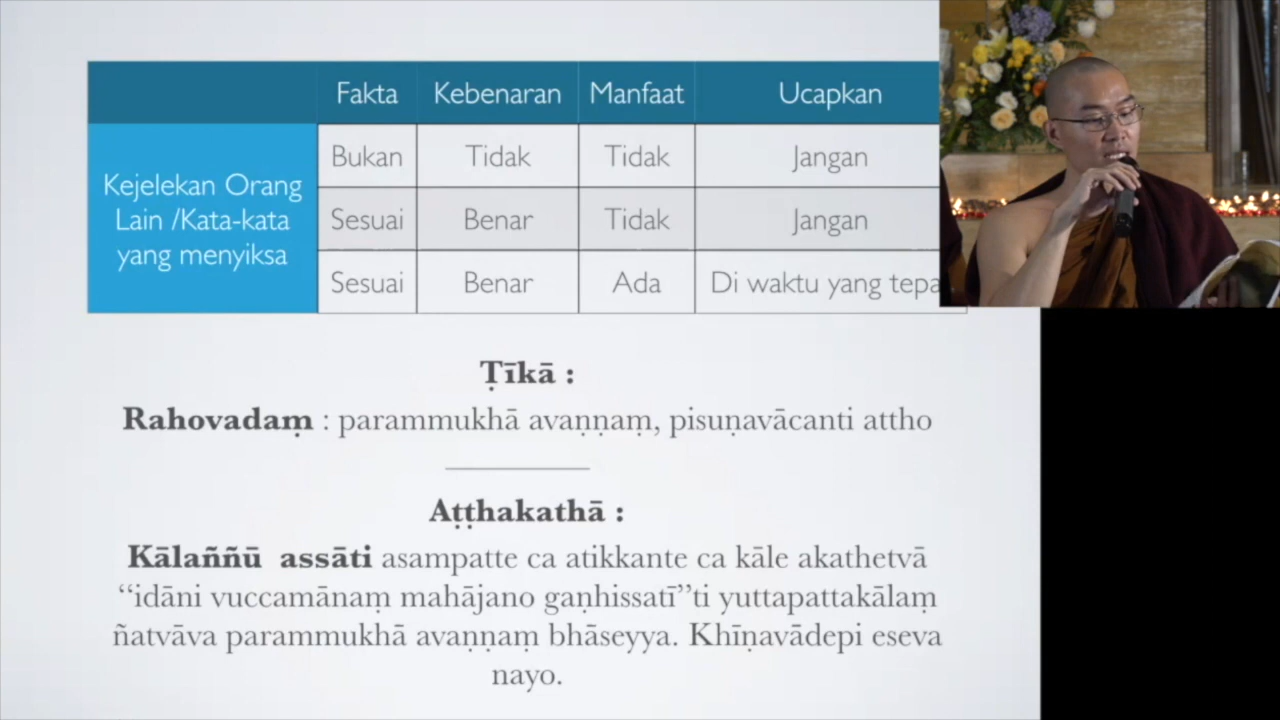 Fakta Kebenaran Manfaat Ucapkan
Kejelekan Orang
Lain /Kata-kata
yang menyiksa
Bukan Tidak Tidak Jangan
Sesuai Benar Tidak Jangan
Sesuai Benar Ada Di waktu yang tepa
Ṭīkā :
Rahovadaṃ : parammukhā avaṇṇaṃ, pisuṇavācanti attho
Aṭṭhakathā :
Kālaññū assāti asampatte ca atikkante ca kāle akathetvā
“idāni vuccamānaṃ mahājano gaṇhissatī”ti yuttapattakālaṃ
ñatvāva parammukhā avaṇṇaṃ bhāseyya. Khīṇavādepi eseva
nayo.